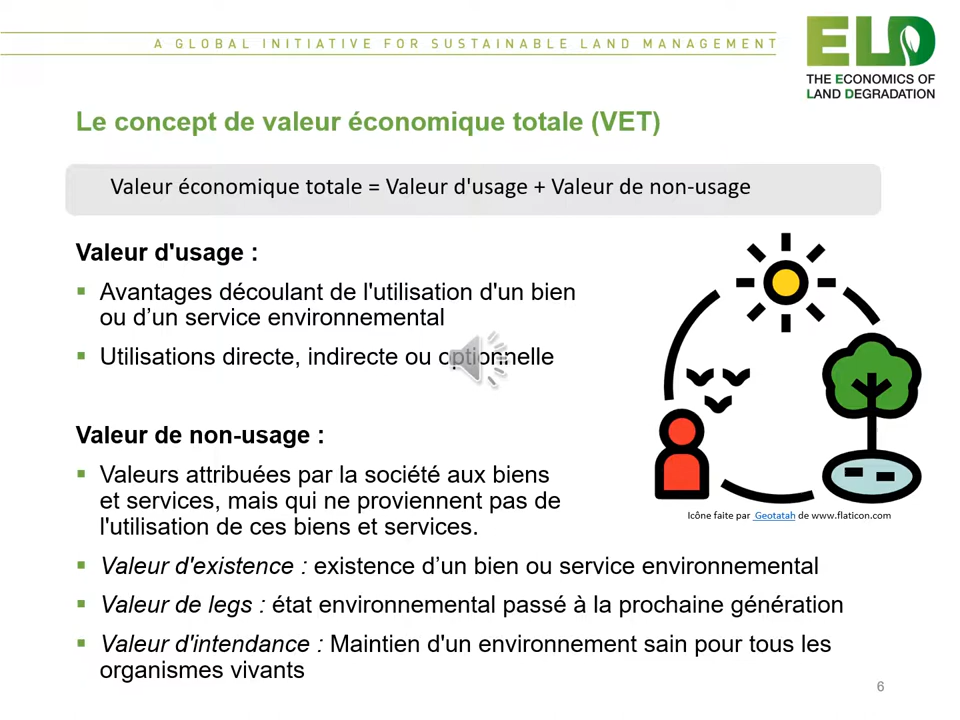 A GLOBAL INITIATIVE FOR SUSTAINABLE LAND MANAGEMENT
ELD
THE ECONOMICS OF
LAND DEGRADATION
Le concept de valeur économique totale (VET)
Valeur économique totale = Valeur d'usage + Valeur de non-usage
Valeur d'usage :
Avantages découlant de l'utilisation d'un bien
ou d’un service environnemental
Utilisations directe, indirecte ou optionnelle
Valeur de non-usage :
Valeurs attribuées par la société aux biens
et services, mais qui ne proviennent pas de
l'utilisation de ces biens et services.
Icône faite par Geotatah de www.flaticon.com
Valeur d'existence : existence d’un bien ou service environnemental
Valeur de legs : état environnemental passé à la prochaine génération
Valeur d'intendance : Maintien d'un environnement sain pour tous les
organismes vivants
6